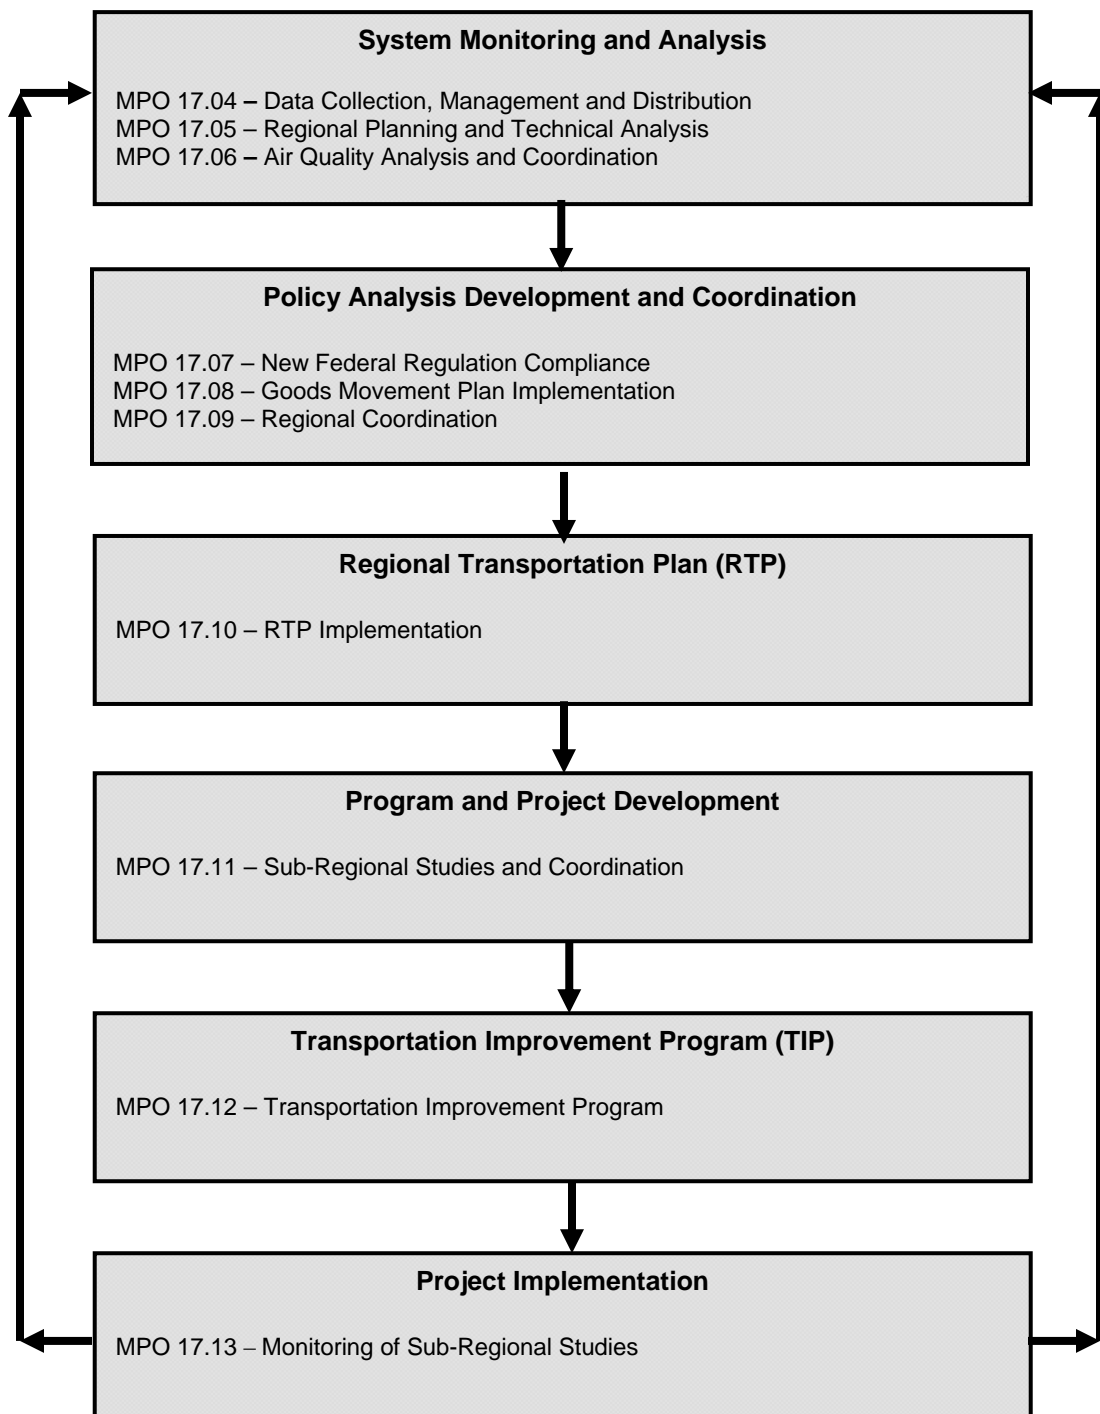 System Monitoring and Analysis
MPO 17.04 – Data Collection, Management and Distribution
MPO 17.05 – Regional Planning and Technical Analysis
MPO 17.06 – Air Quality Analysis and Coordination
Policy Analysis Development and Coordination
MPO 17.07 – New Federal Regulation Compliance
MPO 17.08 – Goods Movement Plan Implementation
MPO 17.09 – Regional Coordination
Regional Transportation Plan (RTP)
MPO 17.10 – RTP Implementation
Program and Project Development
MPO 17.11 – Sub-Regional Studies and Coordination
Transportation Improvement Program (TIP)
MPO 17.12 – Transportation Improvement Program
Project Implementation
MPO 17.13 – Monitoring of Sub-Regional Studies